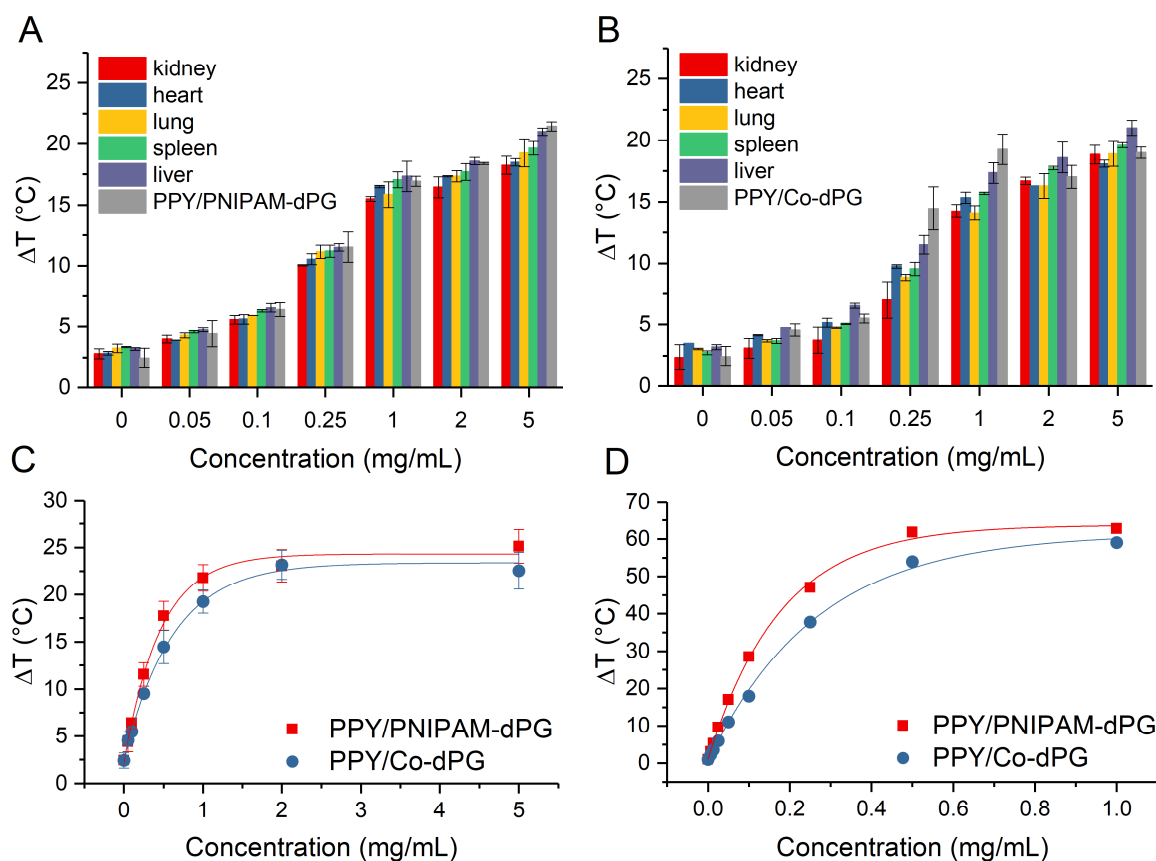 A
kidney
heart
lung
spleen
liver
PPY/PNIPAM-dPG
25
20
15
10
5
0
ΔT (°C)
0 0.05 0.1 0.25 1 2 5
Concentration (mg/mL)
B
kidney
heart
lung
spleen
liver
PPY/Co-dPG
25
20
15
10
5
0
ΔT (°C)
0 0.05 0.1 0.25 1 2 5
Concentration (mg/mL)
C
30
25
20
15
10
5
0
ΔT (°C)
PPY/PNIPAM-dPG
PPY/Co-dPG
0 1 2 3 4 5
Concentration (mg/mL)
D
70
60
50
40
30
20
10
0
ΔT (°C)
PPY/PNIPAM-dPG
PPY/Co-dPG
0.0 0.2 0.4 0.6 0.8 1.0
Concentration (mg/mL)